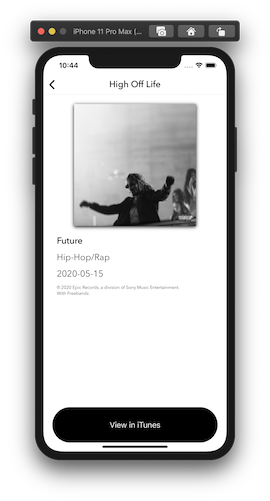 iPhone 11 Pro Max (...
10:44
High Off Life
Future
Hip-Hop/Rap
2020-05-15
℗ 2020 Epic Records, a division of Sony Music Entertainment
With Freebandz
View in iTunes